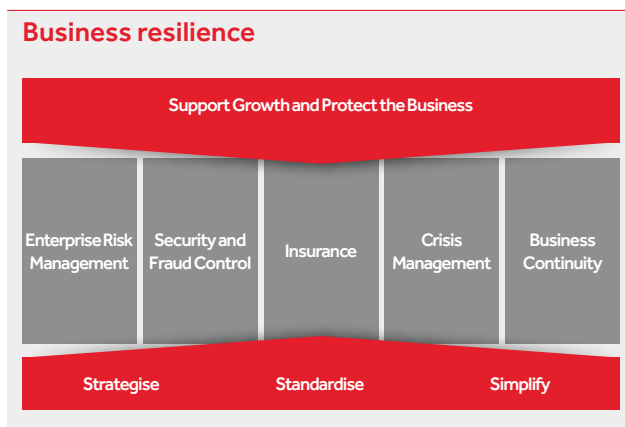 Business resilience
Support Growth and Protect the Business
Enterprise Risk
Management
Security and
Fraud Control
Insurance
Crisis
Management
Business
Continuity
Strategise
Standardise
Simplify